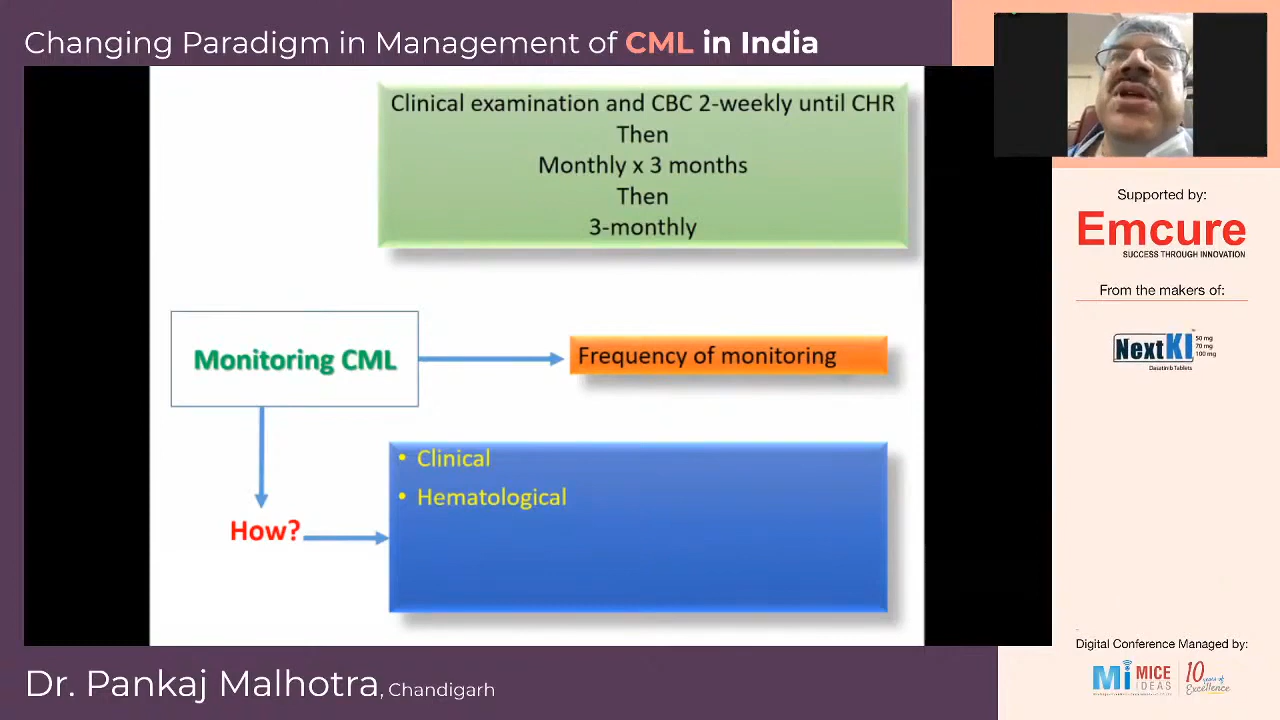 Changing Paradigm in Management of CML in India
Clinical examination and CBC 2-weekly until CHR
Then
Monthly x 3 months
Then
3-monthly
Monitoring CML
Frequency of monitoring
• Clinical
• Hematological
How?
Dr. Pankaj Malhotra, Chandigarh
Supported by:
Emcure
SUCCESS THROUGH INNOVATION
From the makers of:
NextKI
50 mg
70 mg
100 mg
Dasatinib Tablets
Digital Conference Managed by:
Mi MICE IDEAS
10 years of Excellence